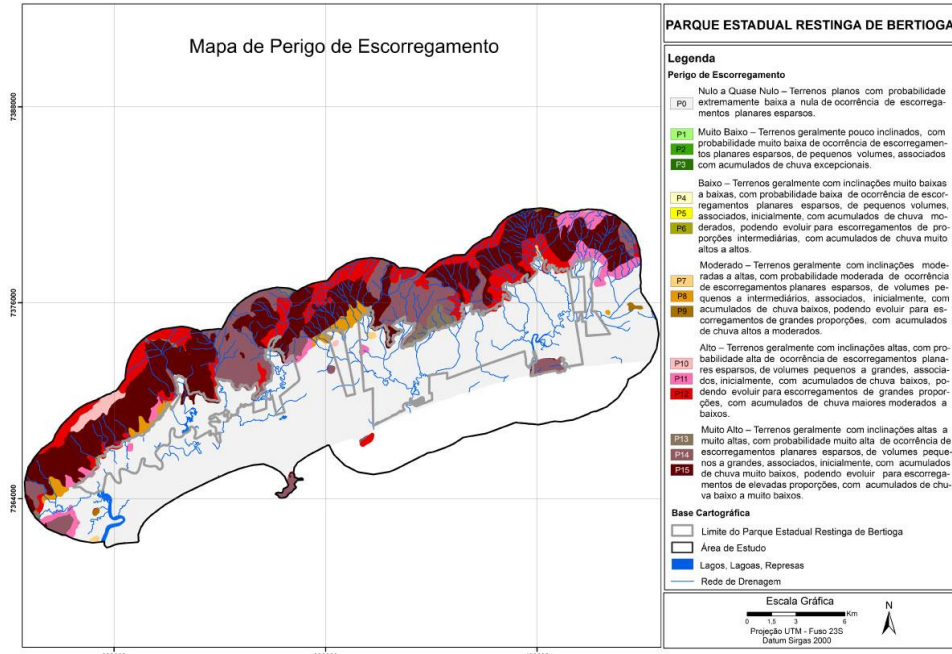 Mapa de Perigo de Escorregamento
7388000
7376000
7364000
PARQUE ESTADUAL RESTINGA DE BERTIOGA
Legenda
Perigo de Escorregamento
P0
Nulo a Quase Nulo – Terrenos planos com probabilidade
extremamente baixa a nula de ocorrência de escorrega-
mentos planares esparsos.
P1
P2
P3
Muito Baixo – Terrenos geralmente pouco inclinados, com
probabilidade muito baixa de ocorrência de escorregamen-
tos planares esparsos, de pequenos volumes, associados
com acumulados de chuva excepcionais.
P4
P5
P6
Baixo – Terrenos geralmente com inclinações muito baixas
a baixas, com probabilidade baixa de ocorrência de escor-
regamentos planares esparsos, de pequenos volumes,
associados, inicialmente, com acumulados de chuva mo-
derados, podendo evoluir para escorregamentos de pro-
porções intermediárias, com acumulados de chuva muito
altos a altos.
P7
P8
P9
Moderado – Terrenos geralmente com inclinações mode-
radas a altas, com probabilidade moderada de ocorrência
de escorregamentos planares esparsos, de volumes pe-
quenos a intermediários, associados, inicialmente, com
acumulados de chuva baixos, podendo evoluir para es-
corregamentos de grandes proporções, com acumulados
de chuva altos a moderados.
P10
P11
P12
Alto – Terrenos geralmente com inclinações altas, com pro-
babilidade alta de ocorrência de escorregamentos plana-
res esparsos, de volumes pequenos a grandes, associa-
dos, inicialmente, com acumulados de chuva baixos, po-
dendo evoluir para escorregamentos de grandes propor-
ções, com acumulados de chuva maiores moderados a
baixos.
P13
P14
P15
Muito Alto – Terrenos geralmente com inclinações altas a
muito altas, com probabilidade muito alta de ocorrência de
escorregamentos planares esparsos, de volumes peque-
nos a grandes, associados, inicialmente, com acumulados
de chuva muito baixos, podendo evoluir para escorrega-
mentos de elevadas proporções, com acumulados de chu-
va baixo a muito baixos.
Base Cartográfica
Limite do Parque Estadual Restinga de Bertioga
Área de Estudo
Lagos, Lagoas, Represas
Rede de Drenagem
Escala Gráfica
Km
0 1,5 3 6
Projeção UTM - Fuso 23S
Datum Sirgas 2000
N